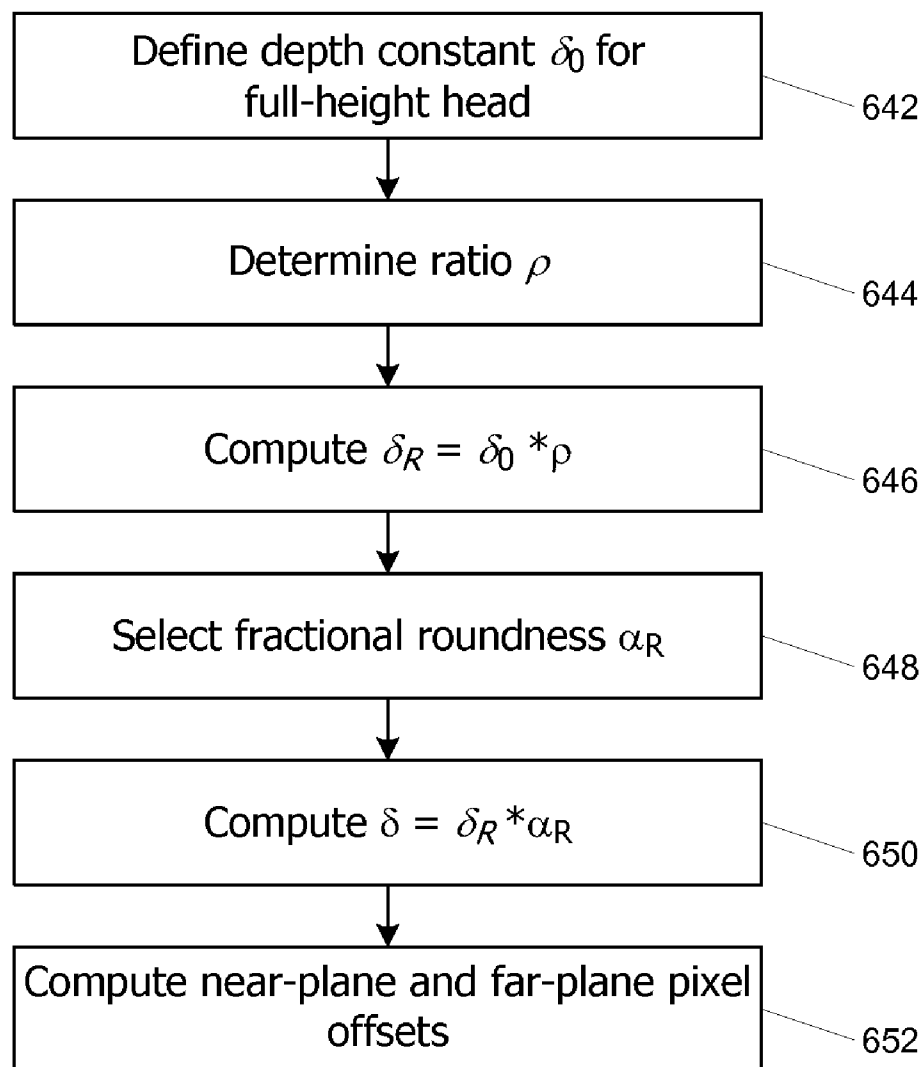 Define depth constant δ0 for
full-height head
642
Determine ratio ρ
644
Compute δR = δ0 *ρ
646
Select fractional roundness αR
648
Compute δ = δR*αR
650
Compute near-plane and far-plane pixel
offsets
652